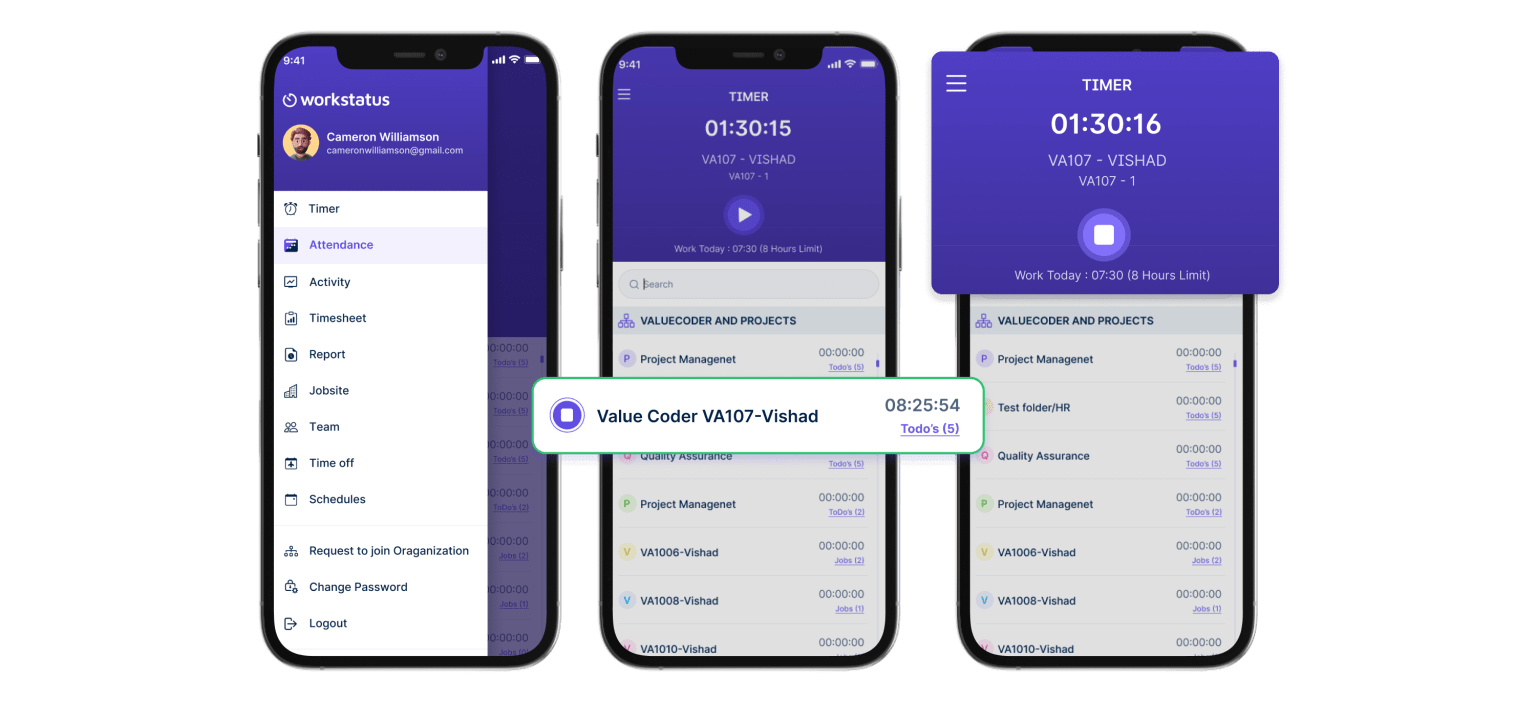 9:41
workstatus
Cameron Williamson
cameronwilliamson@gmail.com
Timer
Attendance
Activity
Timesheet
Report
Jobsite
Team
Time off
Schedules
Request to join Oraganization
Change Password
Logout
0:00:00
Todo's (5)
0:00:00
Todo's (5)
0:00:00
Todo's (5)
0:00:00
ToDo's (2)
0:00:00
Jobs (2)
0:00:00
Jobs (1)
0:00:00
Jobs (0)
9:41
TIMER
01:30:15
VA107 - VISHAD
VA107 - 1
Work Today : 07:30 (8 Hours Limit)
Search
VALUECODER AND PROJECTS
P Project Managenet 00:00:00
Todo's (5)
Value Coder VA107-Vishad 08:25:54
Todo's (5)
Q Quality Assurance
Todo's (5)
P Project Managenet 00:00:00
ToDo's (2)
V VA1006-Vishad 00:00:00
Jobs (2)
V VA1008-Vishad 00:00:00
Jobs (1)
V VA1010-Vishad 00:00:00
TIMER
01:30:16
VA107 - VISHAD
VA107 - 1
Work Today : 07:30 (8 Hours Limit)
VALUECODER AND PROJECTS
P Project Managenet 00:00:00
Todo's (5)
Test folder/HR 00:00:00
Todo's (5)
Q Quality Assurance 00:00:00
Todo's (5)
P Project Managenet 00:00:00
ToDo's (2)
V VA1006-Vishad 00:00:00
Jobs (2)
V VA1008-Vishad 00:00:00
Jobs (1)
V VA1010-Vishad 00:00:00